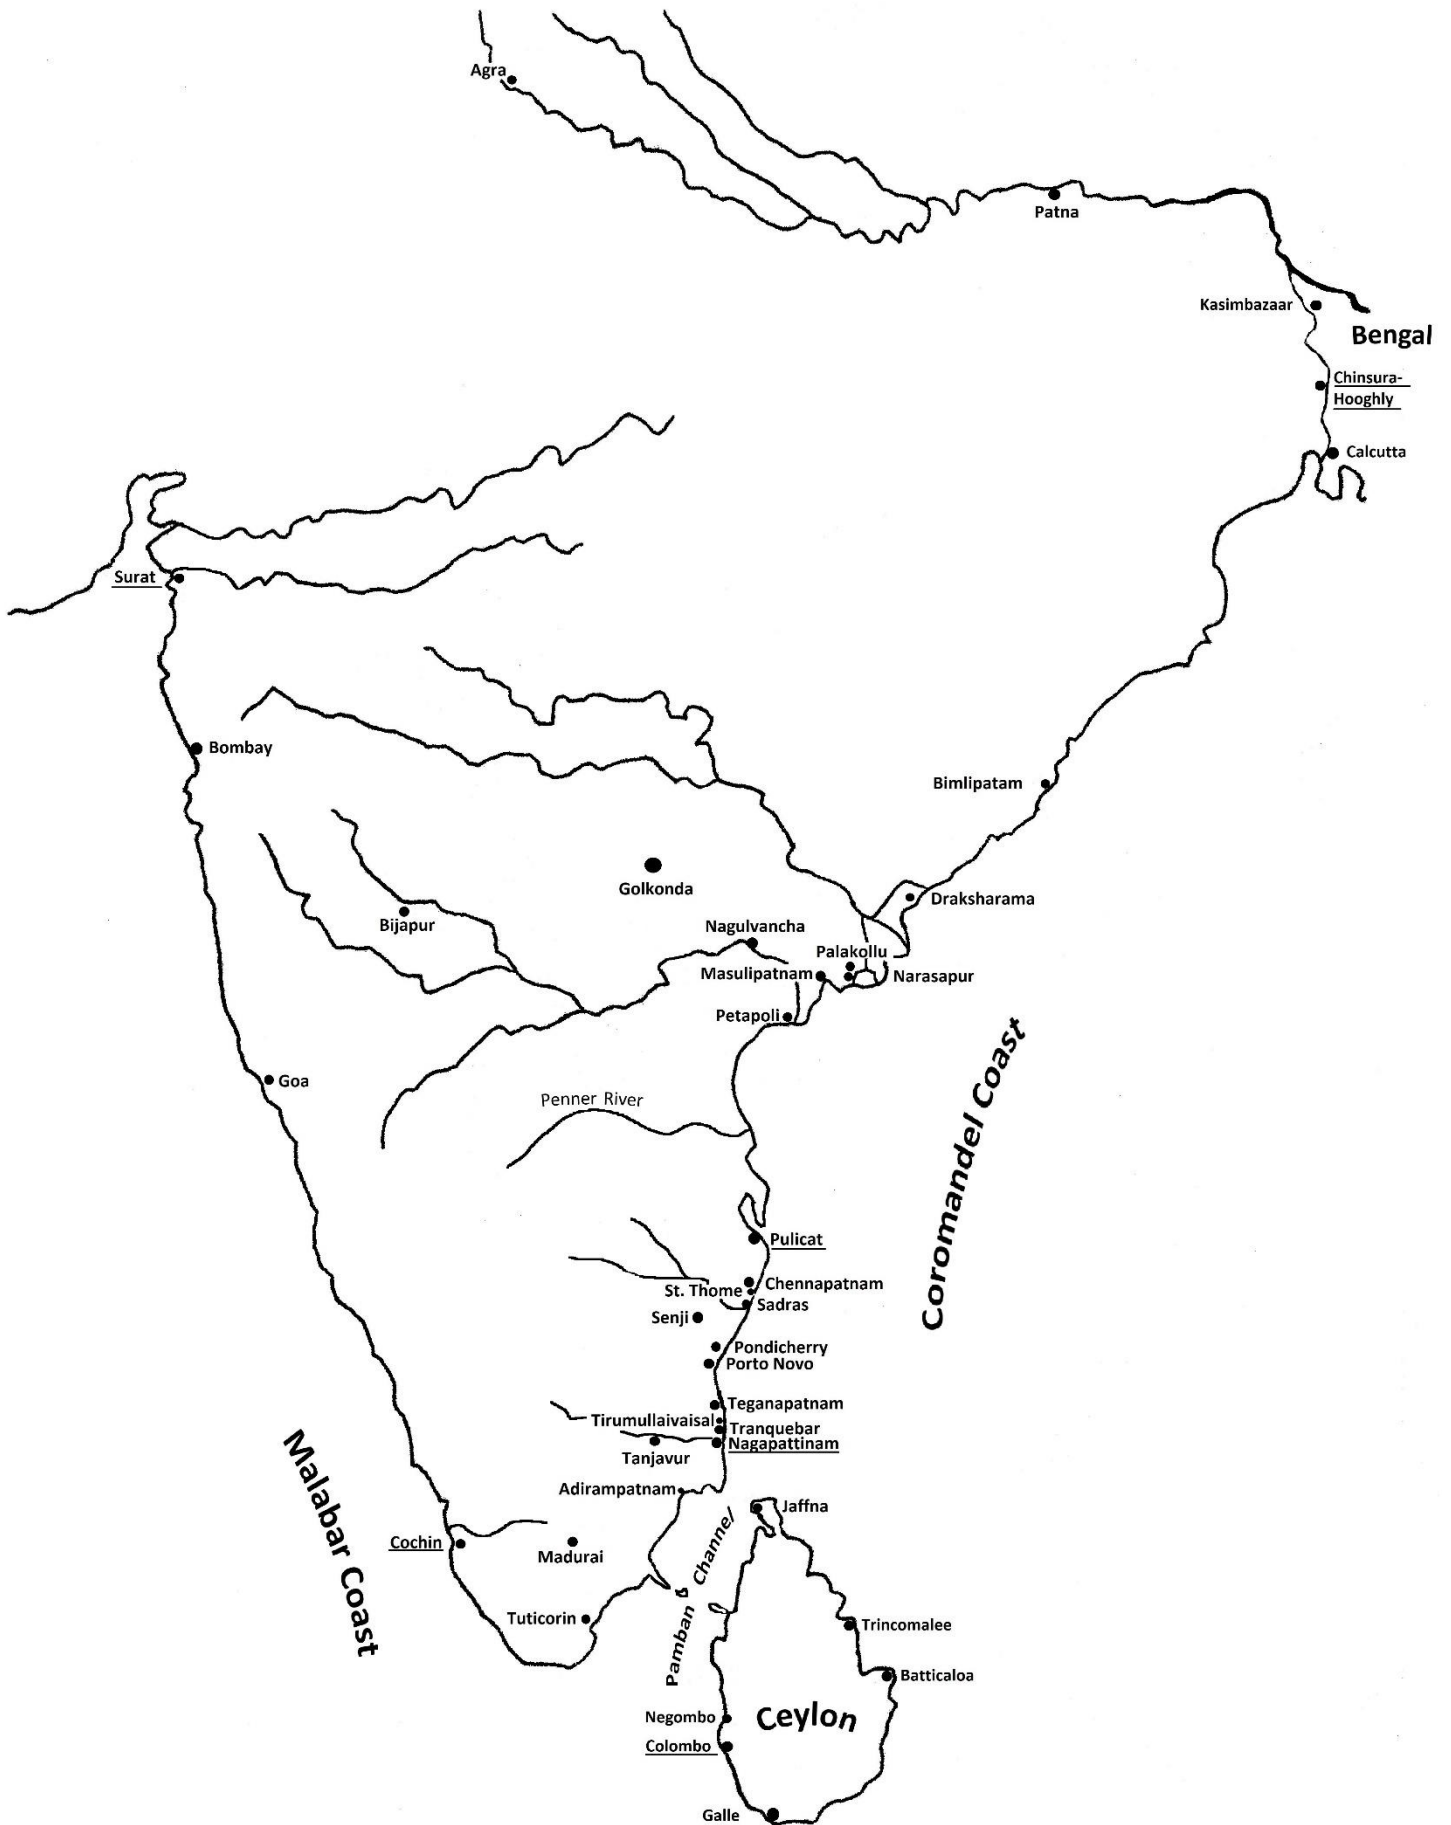 Agra
Patna
Kasimbazaar
Bengal
Chinsura-
Hooghly
Calcutta
Surat
Bombay
Bimlipatam
Golkonda
Draksharama
Bijapur
Nagulvancha
Palakollu
Masulipatnam
Narasapur
Petapoli
Goa
Penner River
Coromandel Coast
Pulicat
Chennapatnam
St. Thome
Sadras
Senji
Pondicherry
Porto Novo
Teganapatnam
Tirumullaivaisal
Tranquebar
Nagapattinam
Tanjavur
Malabar Coast
Adirampatnam
Jaffna
Cochin
Madurai
Pamban Channel
Tuticorin
Trincomalee
Batticaloa
Negombo
Ceylon
Colombo
Galle